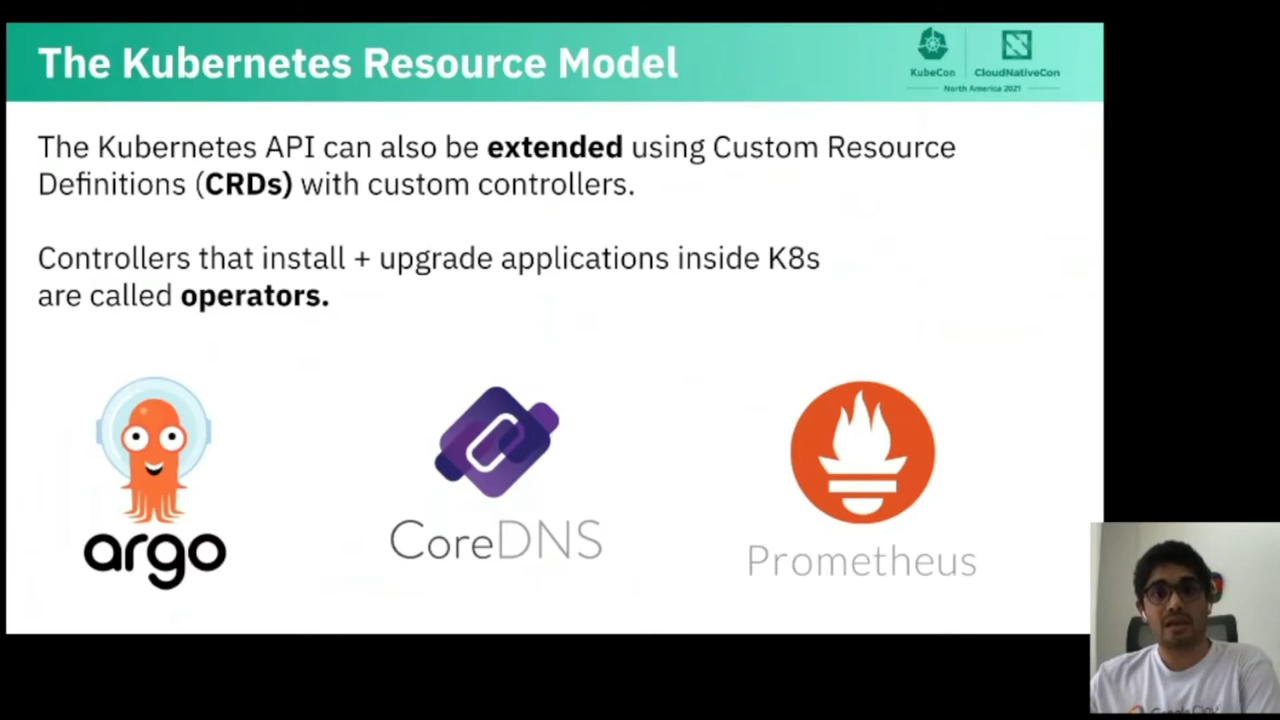 The Kubernetes Resource Model
KubeCon
CloudNativeCon
North America 2021
The Kubernetes API can also be extended using Custom Resource
Definitions (CRDs) with custom controllers.
Controllers that install + upgrade applications inside K8s
are called operators.
argo
CoreDNS
Prometheus